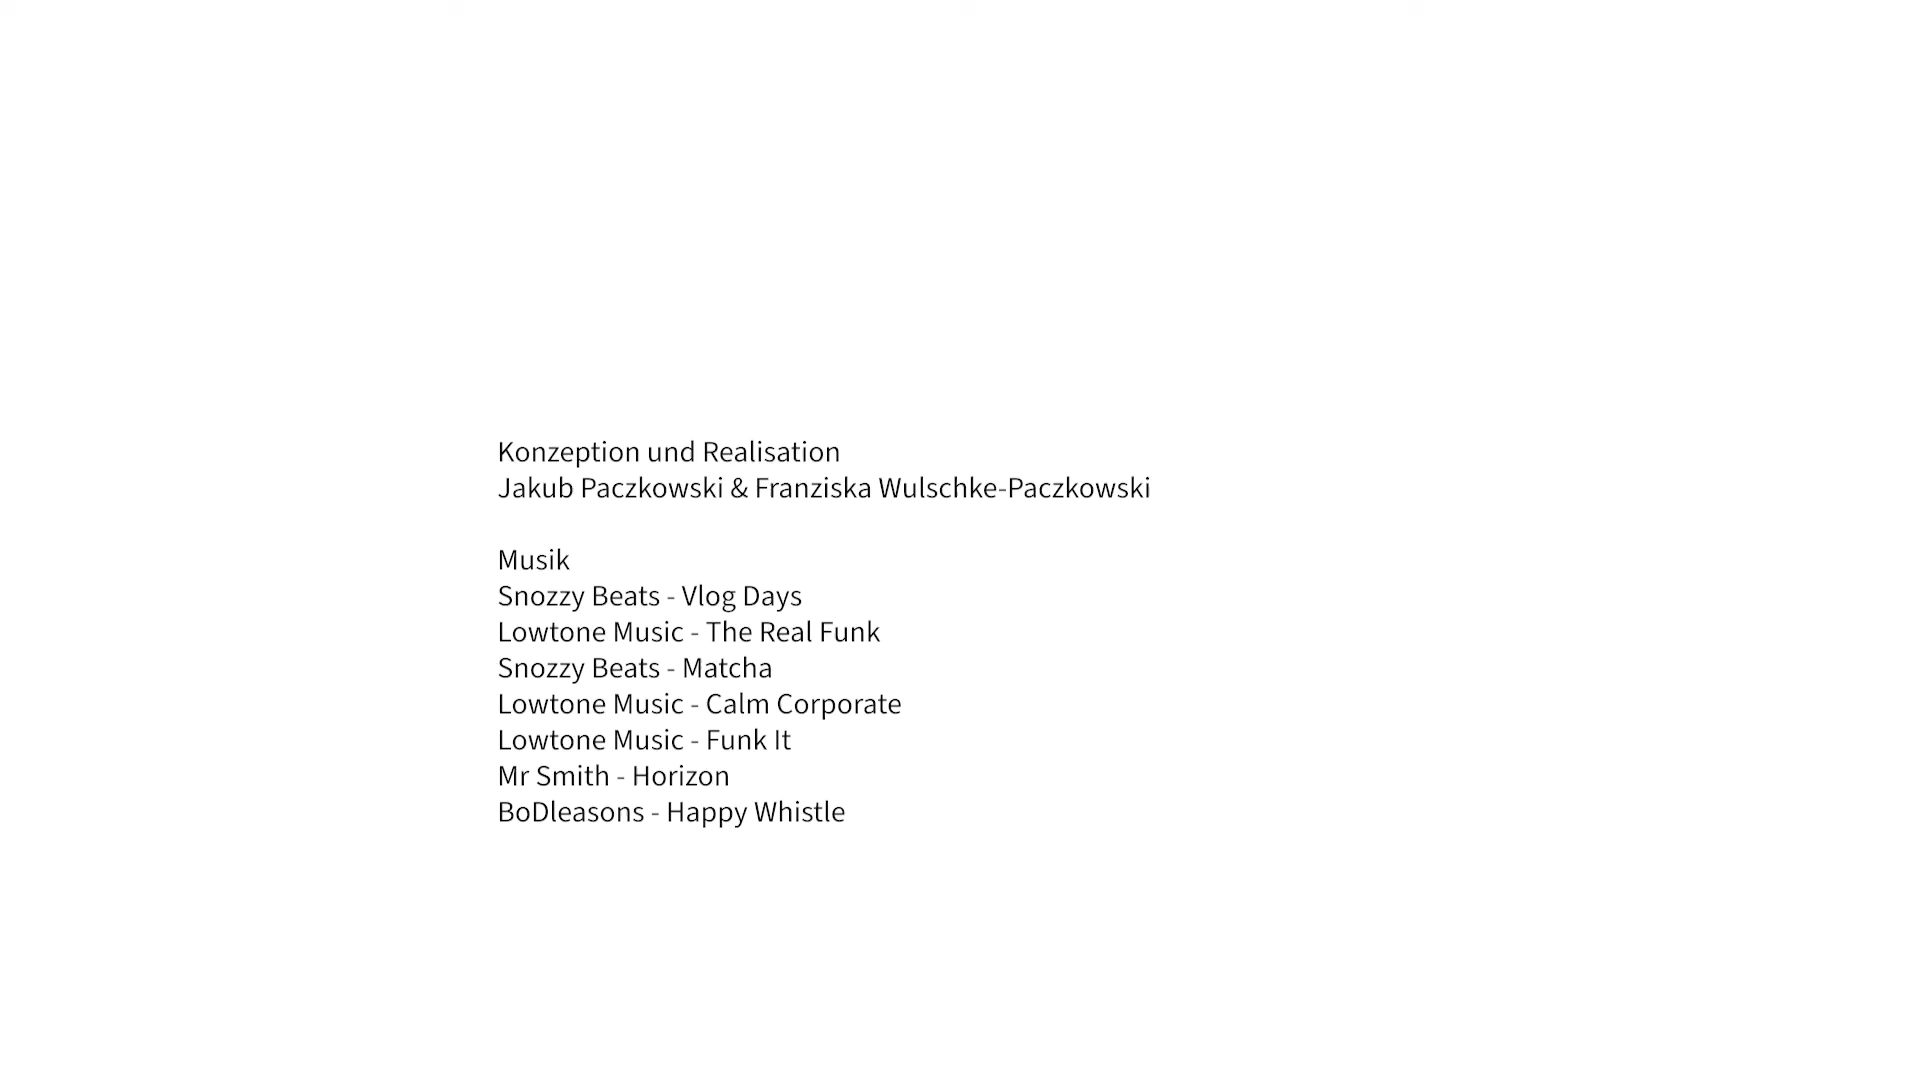 Konzeption und Realisation
Jakub Paczkowski & Franziska Wulschke-Paczkowski
Musik
Snozzy Beats - Vlog Days
Lowtone Music - The Real Funk
Snozzy Beats - Matcha
Lowtone Music - Calm Corporate
Lowtone Music - Funk It
Mr Smith - Horizon
BoDleasons - Happy Whistle